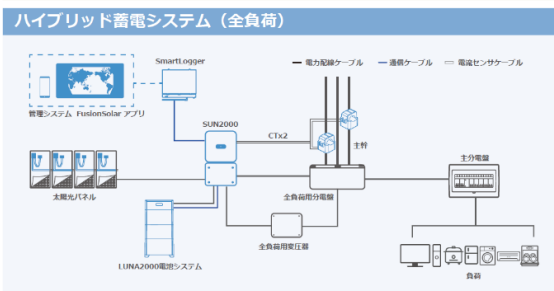 ハイブリッド蓄電システム（全負荷）
SmartLogger
電力配線ケーブル
通信ケーブル
電流センサケーブル
管理システム FusionSolar アプリ
SUN2000
CTx2
主幹
主分電盤
太陽光パネル
全負荷用分電盤
全負荷用変圧器
LUNA2000電池システム
負荷